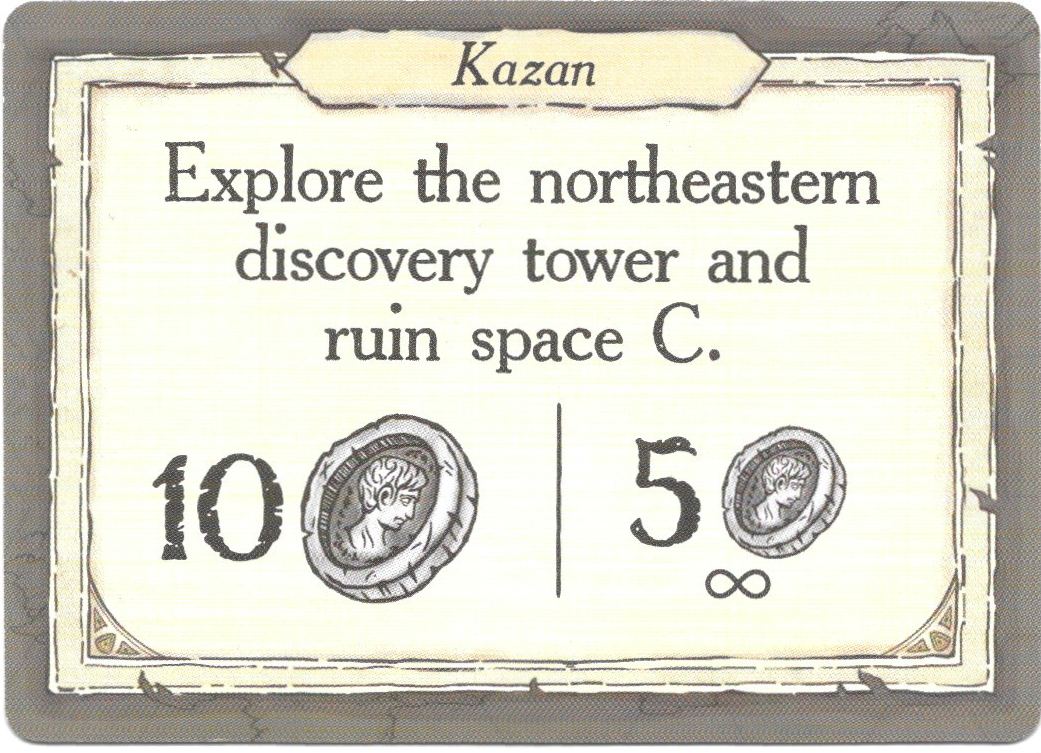 Kazan
Explore the northeastern
discovery tower and
ruin space C.
10 5
∞